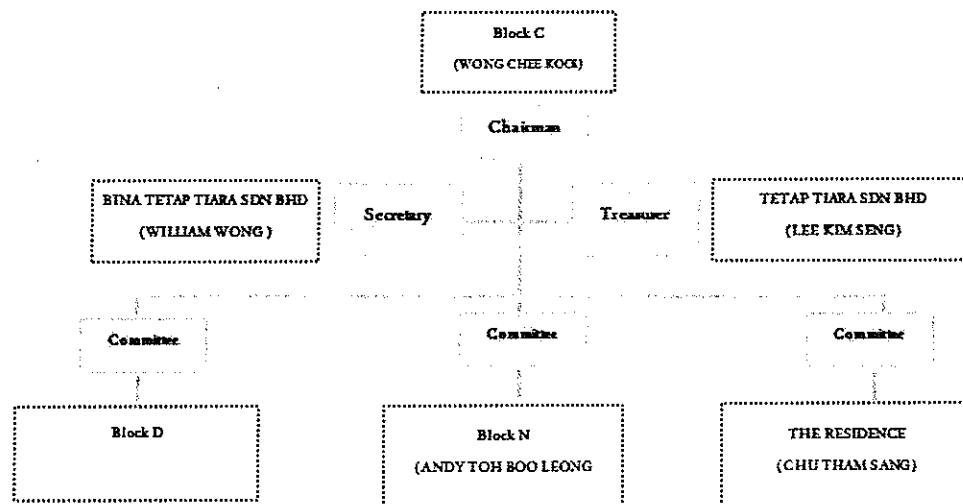 Block C
(WONG CHEE KOCK)
Chairman
BINA TETAP TIARA SDN BHD
(WILLIAM WONG )
Secretary
Treasurer
TETAP TIARA SDN BHD
(LEE KIM SENG)
Committee
Committee
Committee
Block D
Block N
(ANDY TOH BOO LEONG
THE RESIDENCE
(CHU THAM SANG)